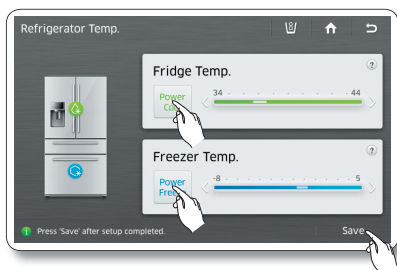 Refrigerator Temp.
Fridge Temp.
?
Power
34
44
Freezer Temp.
?
Power
-8
5
Press 'Save' after setup completed.
Save